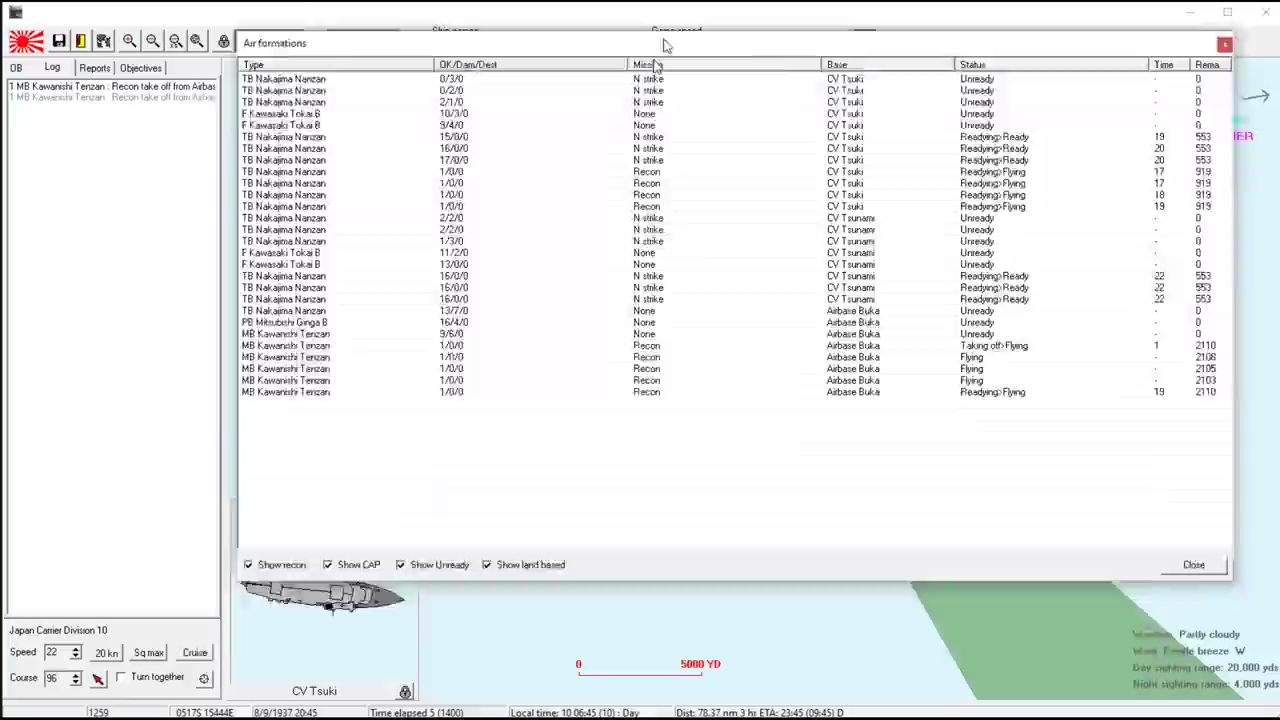 Air formations
OB Log Reports Objectives
1 MB Kawanishi Tenzan : Recon take off from Airbas
1 MB Kawanishi Tenzan : Recon take off from Airbas
Type OK/Dam/Dest Base Status Time Rema
TB Nakajima Nanzan 0/3/0 N strike CV Tsuki Unready - 0
TB Nakajima Nanzan 0/2/0 N strike CV Tsuki Unready - 0
TB Nakajima Nanzan 2/1/0 N strike CV Tsuki Unready - 0
F Kawasaki Tokai B 10/3/0 None CV Tsuki Unready - 0
F Kawasaki Tokai B 9/4/0 None CV Tsuki Unready - 0
TB Nakajima Nanzan 15/0/0 N strike CV Tsuki Readying>Ready 19 553
TB Nakajima Nanzan 16/0/0 N strike CV Tsuki Readying>Ready 20 553
TB Nakajima Nanzan 17/0/0 N strike CV Tsuki Readying>Ready 20 553
TB Nakajima Nanzan 1/0/0 Recon CV Tsuki Readying>Flying 17 919
TB Nakajima Nanzan 1/0/0 Recon CV Tsuki Readying>Flying 17 919
TB Nakajima Nanzan 1/0/0 Recon CV Tsuki Readying>Flying 18 919
TB Nakajima Nanzan 1/0/0 Recon CV Tsuki Readying>Flying 19 919
TB Nakajima Nanzan 2/2/0 N strike CV Tsunami Unready - 0
TB Nakajima Nanzan 2/2/0 N strike CV Tsunami Unready - 0
TB Nakajima Nanzan 1/3/0 N strike CV Tsunami Unready - 0
F Kawasaki Tokai B 11/2/0 None CV Tsunami Unready - 0
F Kawasaki Tokai B 13/0/0 None CV Tsunami Unready - 0
TB Nakajima Nanzan 16/0/0 N strike CV Tsunami Readying>Ready 22 553
TB Nakajima Nanzan 16/0/0 N strike CV Tsunami Readying>Ready 22 553
TB Nakajima Nanzan 16/0/0 N strike CV Tsunami Readying>Ready 22 553
TB Nakajima Nanzan 13/7/0 None Airbase Buka Unready - 0
PB Mitsubishi Ginga B 16/4/0 None Airbase Buka Unready - 0
MB Kawanishi Tenzan 9/6/0 None Airbase Buka Unready - 0
MB Kawanishi Tenzan 1/0/0 Recon Airbase Buka Taking off>Flying 1 2110
MB Kawanishi Tenzan 1/0/0 Recon Airbase Buka Flying - 2108
MB Kawanishi Tenzan 1/0/0 Recon Airbase Buka Flying - 2105
MB Kawanishi Tenzan 1/0/0 Recon Airbase Buka Flying - 2103
MB Kawanishi Tenzan 1/0/0 Recon Airbase Buka Readying>Flying 19 2110
Show recon Show CAP Show Unready Show land based Close
Japan Carrier Division 10
Speed 22 20 kn Sq max Cruise
Course 96 Turn together
CV Tsuki
0 5000 YD
Partly cloudy
breeze W
Day sighting range: 20,000 yds
Night sighting range: 4,000 yds
1259 0517S 15444E 8/9/1937 20:45 Time elapsed 5 (1400) Local time: 10 06:45 (10) : Day Dist: 78.37 nm 3 hr ETA: 23:45 (09:45) D